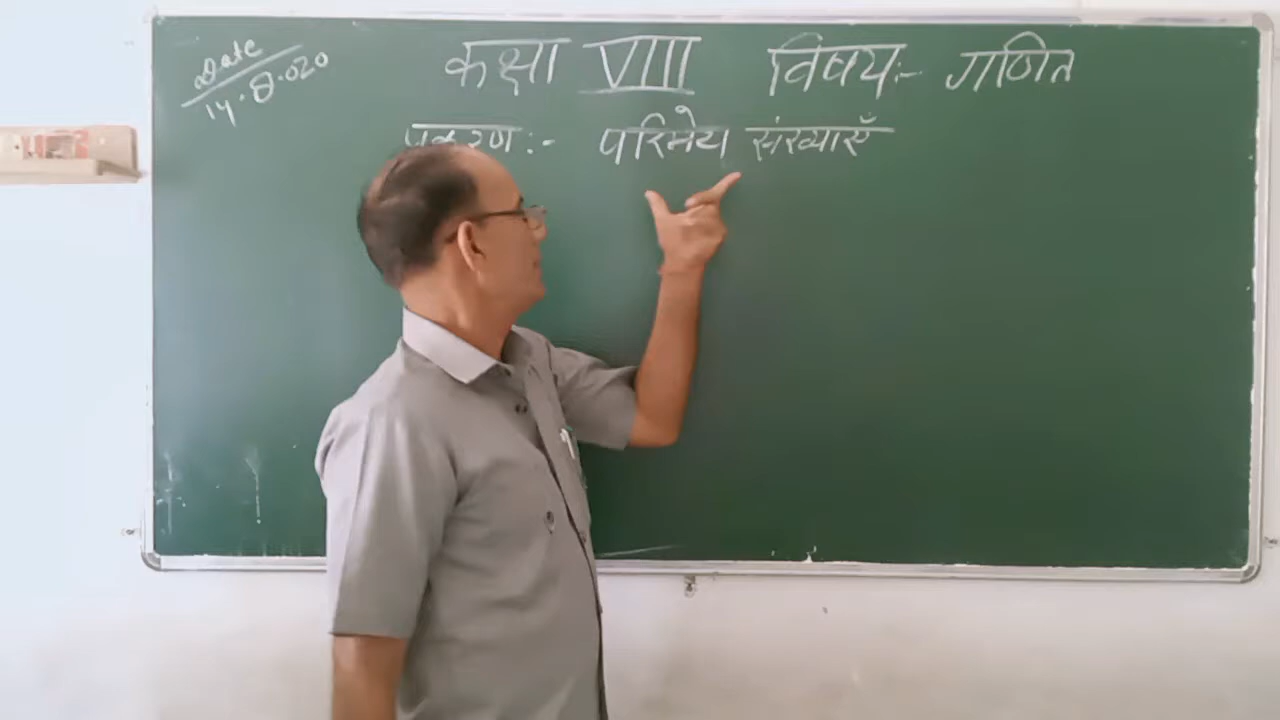 Date
14.8.020
कक्षा VIII विषय:- गणित
प्रकरण:- परिमेय संख्याएँ